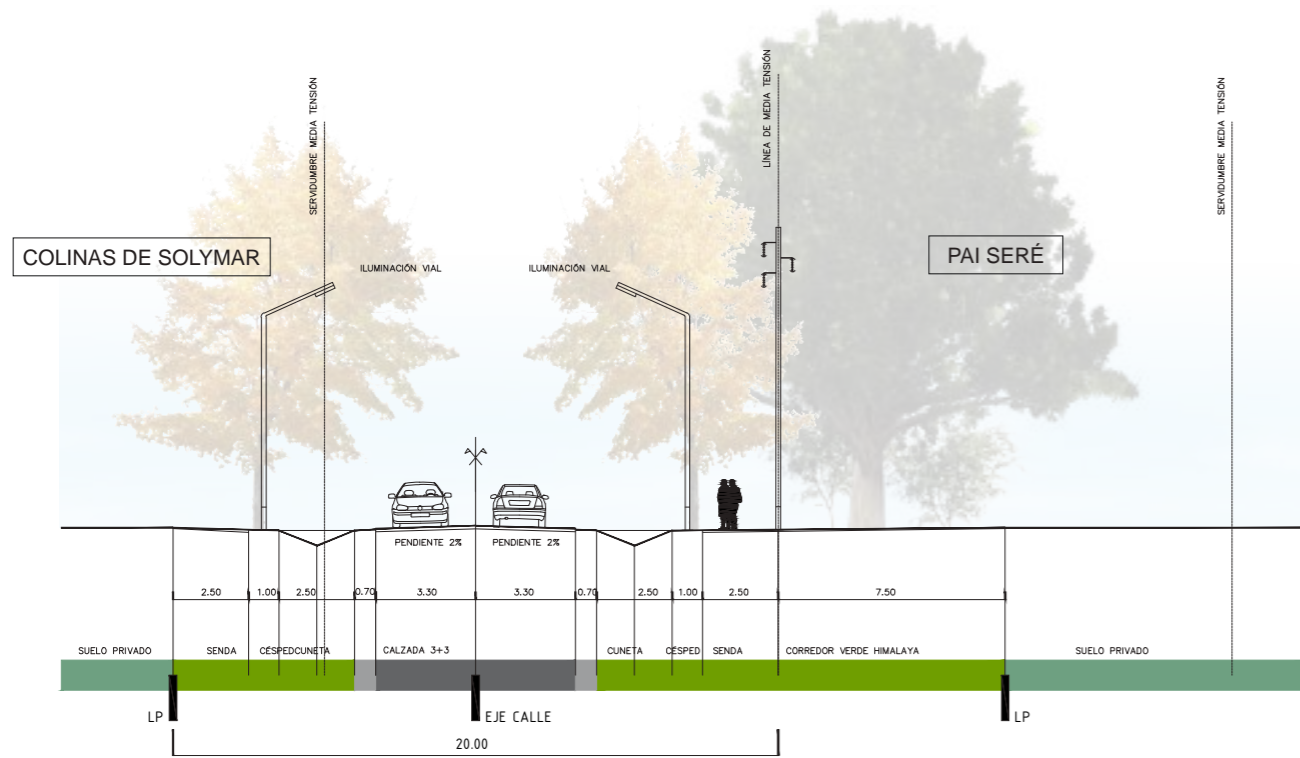 SERVIDUMBRE MEDIA TENSIÓN
LÍNEA DE MEDIA TENSIÓN
SERVIDUMBRE MEDIA TENSIÓN
COLINAS DE SOLYMAR
PAI SERÉ
ILUMINACIÓN VIAL
ILUMINACIÓN VIAL
PENDIENTE 2%
PENDIENTE 2%
2.50
1.00
2.50
0.70
3.30
3.30
0.70
2.50
1.00
2.50
7.50
SUELO PRIVADO
SENDA
CÉSPED
CUNETA
CALZADA 3+3
CUNETA
CÉSPED
SENDA
CORREDOR VERDE HIMALAYA
SUELO PRIVADO
LP
EJE CALLE
LP
20.00